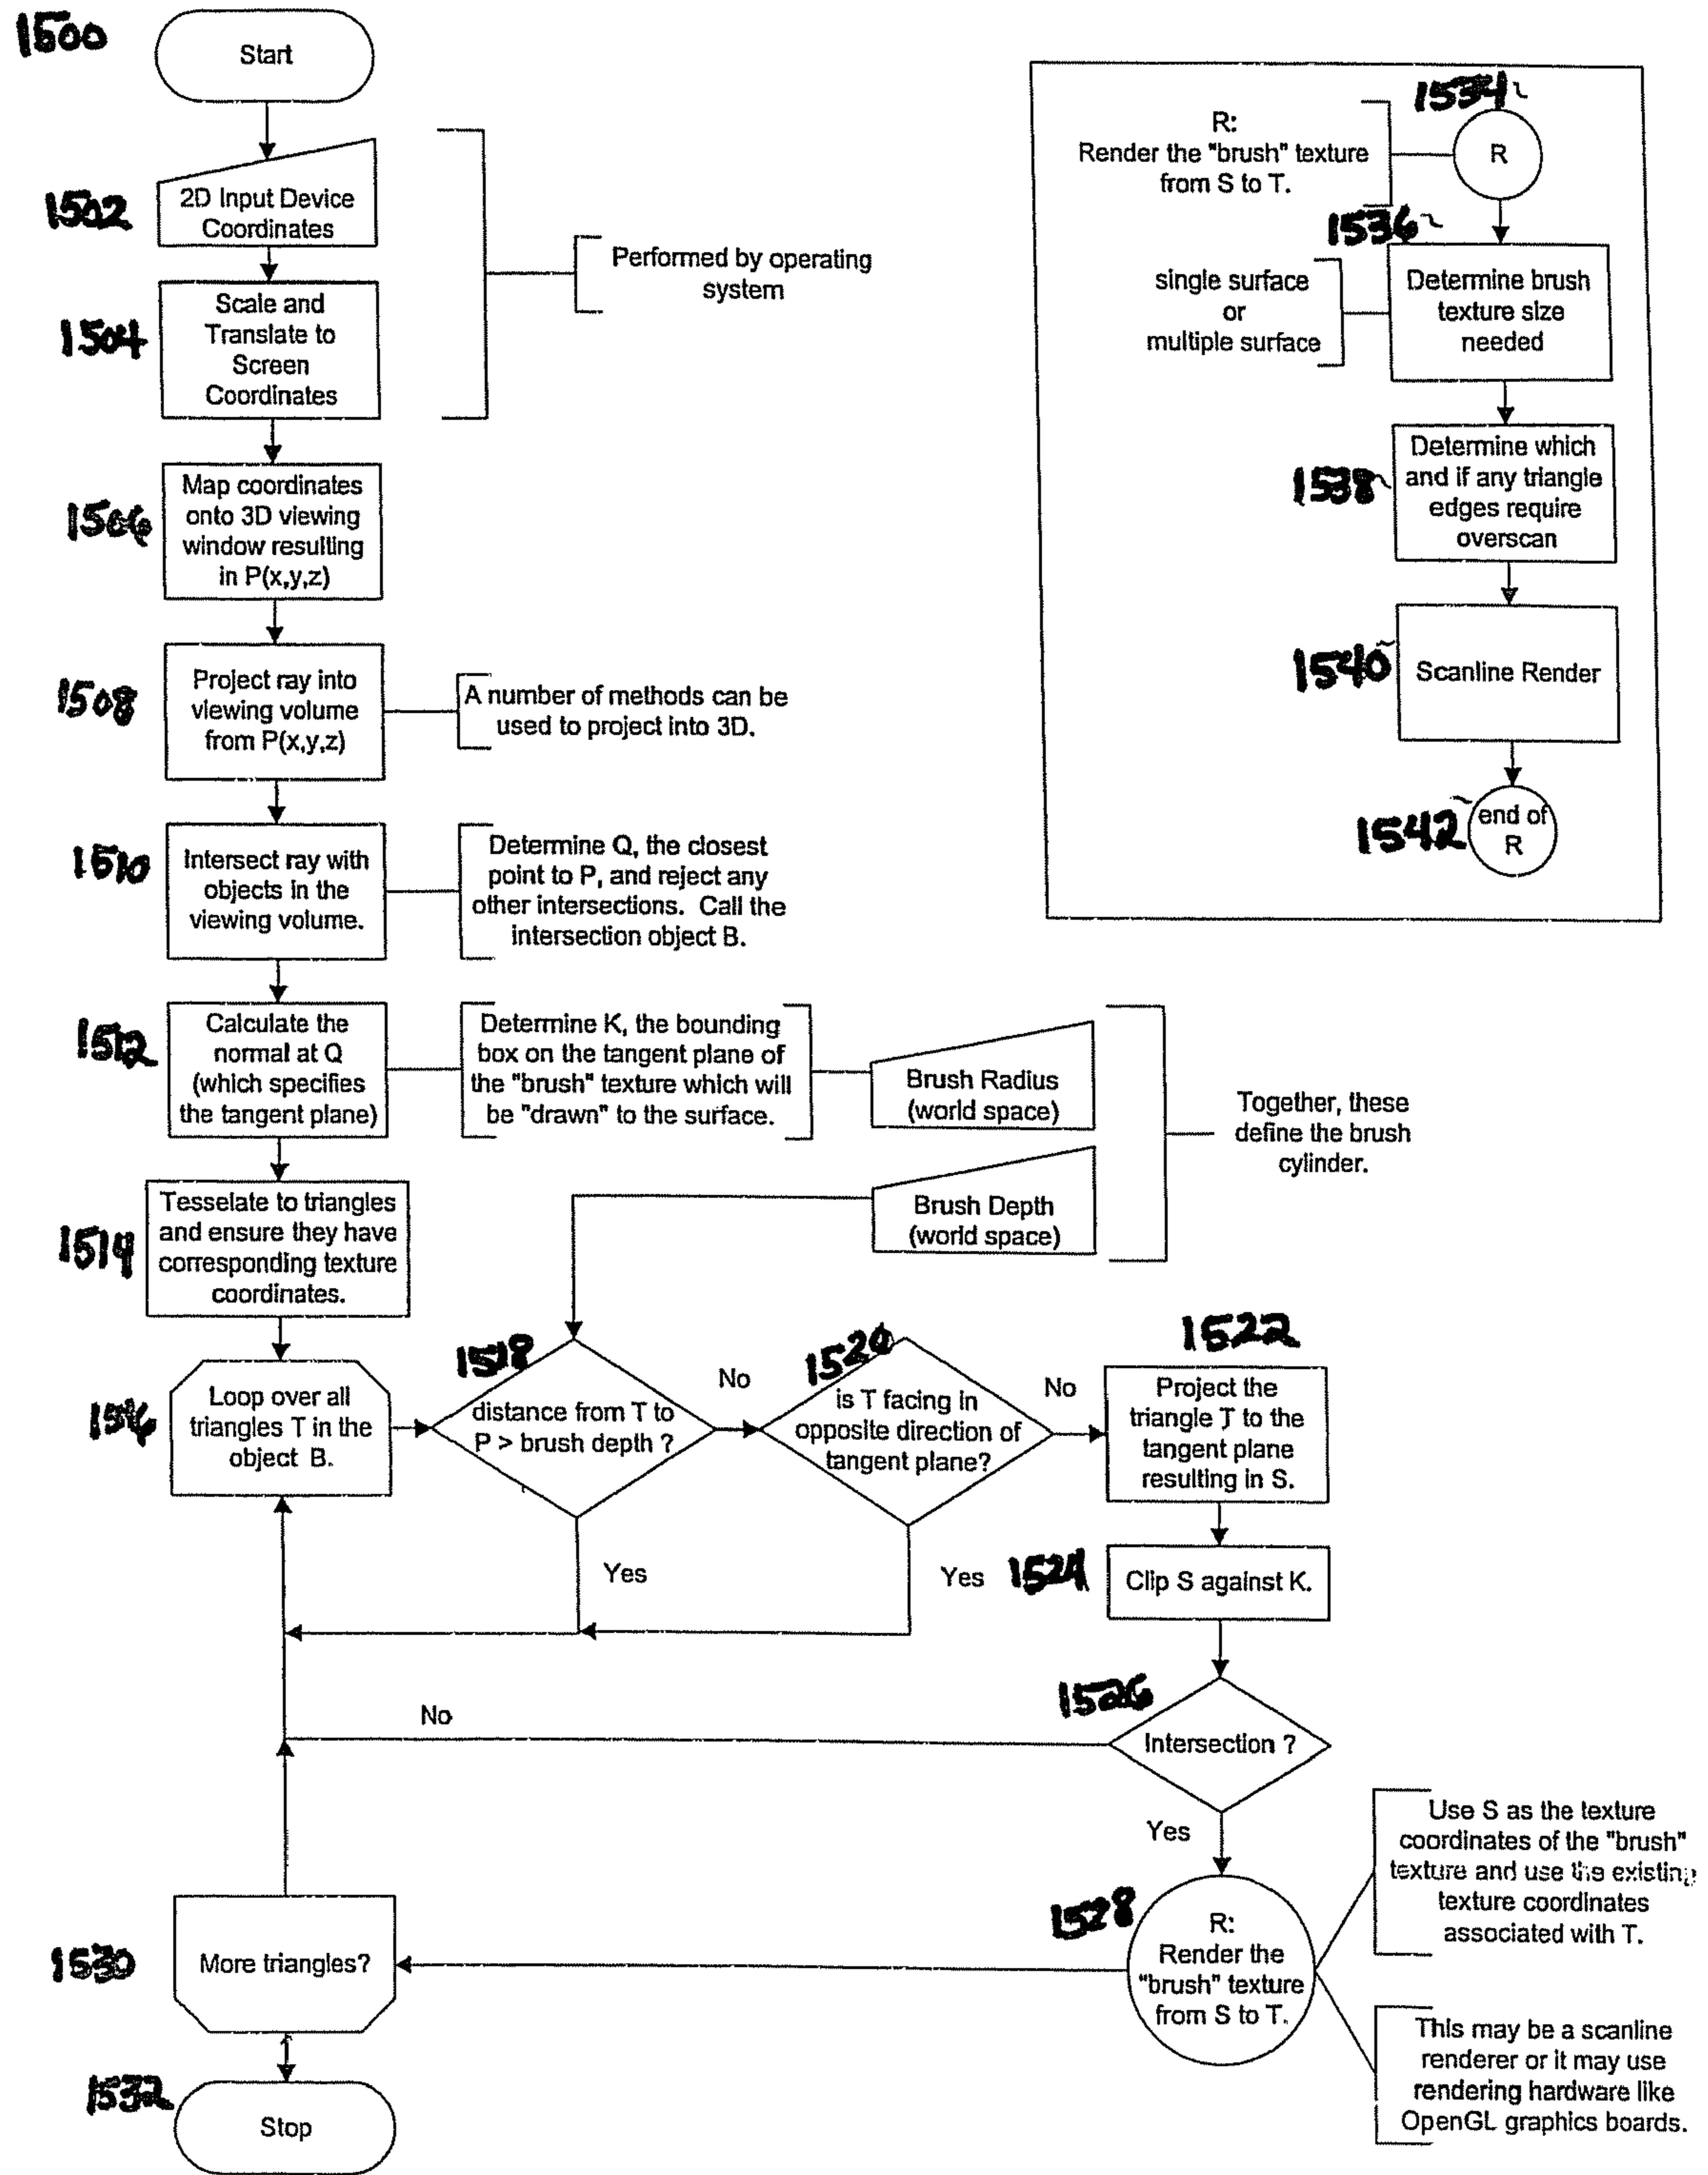 1500
Start
1502
2D Input Device
Coordinates
1504
Scale and
Translate to
Screen
Coordinates
Performed by operating
system
1506
Map coordinates
onto 3D viewing
window resulting
in P(x,y,z)
1508
Project ray into
viewing volume
from P(x,y,z)
A number of methods can be
used to project into 3D.
1510
Intersect ray with
objects in the
viewing volume.
Determine Q, the closest
point to P, and reject any
other intersections. Call the
intersection object B.
1512
Calculate the
normal at Q
(which specifies
the tangent plane)
Determine K, the bounding
box on the tangent plane of
the "brush" texture which will
be "drawn" to the surface.
Brush Radius
(world space)
Brush Depth
(world space)
Together, these
define the brush
cylinder.
1514
Tesselate to triangles
and ensure they have
corresponding texture
coordinates.
1516
Loop over all
triangles T in the
object B.
1518
distance from T to
P > brush depth ?
No
Yes
1520
is T facing in
opposite direction of
tangent plane?
No
Yes
1522
Project the
triangle T to the
tangent plane
resulting in S.
1524
Clip S against K.
1526
Intersection ?
No
Yes
1528
R:
Render the
"brush" texture
from S to T.
Use S as the texture
coordinates of the "brush"
texture and use the existing
texture coordinates
associated with T.
This may be a scanline
renderer or it may use
rendering hardware like
OpenGL graphics boards.
1530
More triangles?
1532
Stop
1534
R
R:
Render the "brush" texture
from S to T.
1536
Determine brush
texture size
needed
single surface
or
multiple surface
1538
Determine which
and if any triangle
edges require
overscan
1540
Scanline Render
1542
end of
R